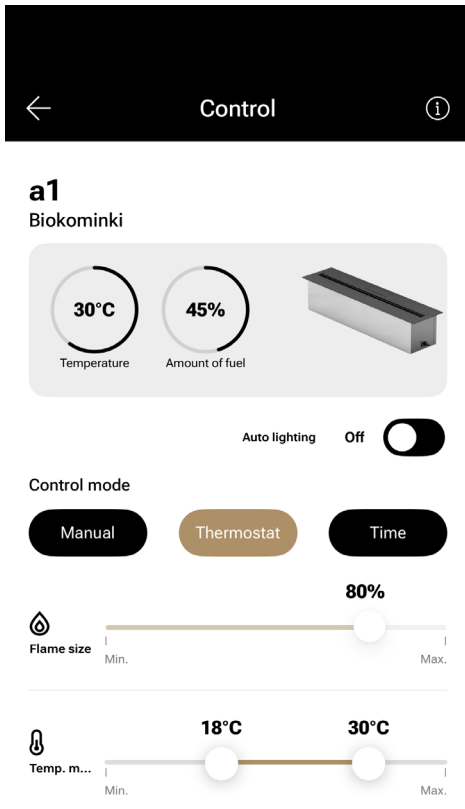 Control
a1
Biokominki
30°C
45%
Temperature
Amount of fuel
Auto lighting Off
Control mode
Manual Thermostat Time
80%
Flame size
Min. Max.
18°C 30°C
Temp. m...
Min. Max.